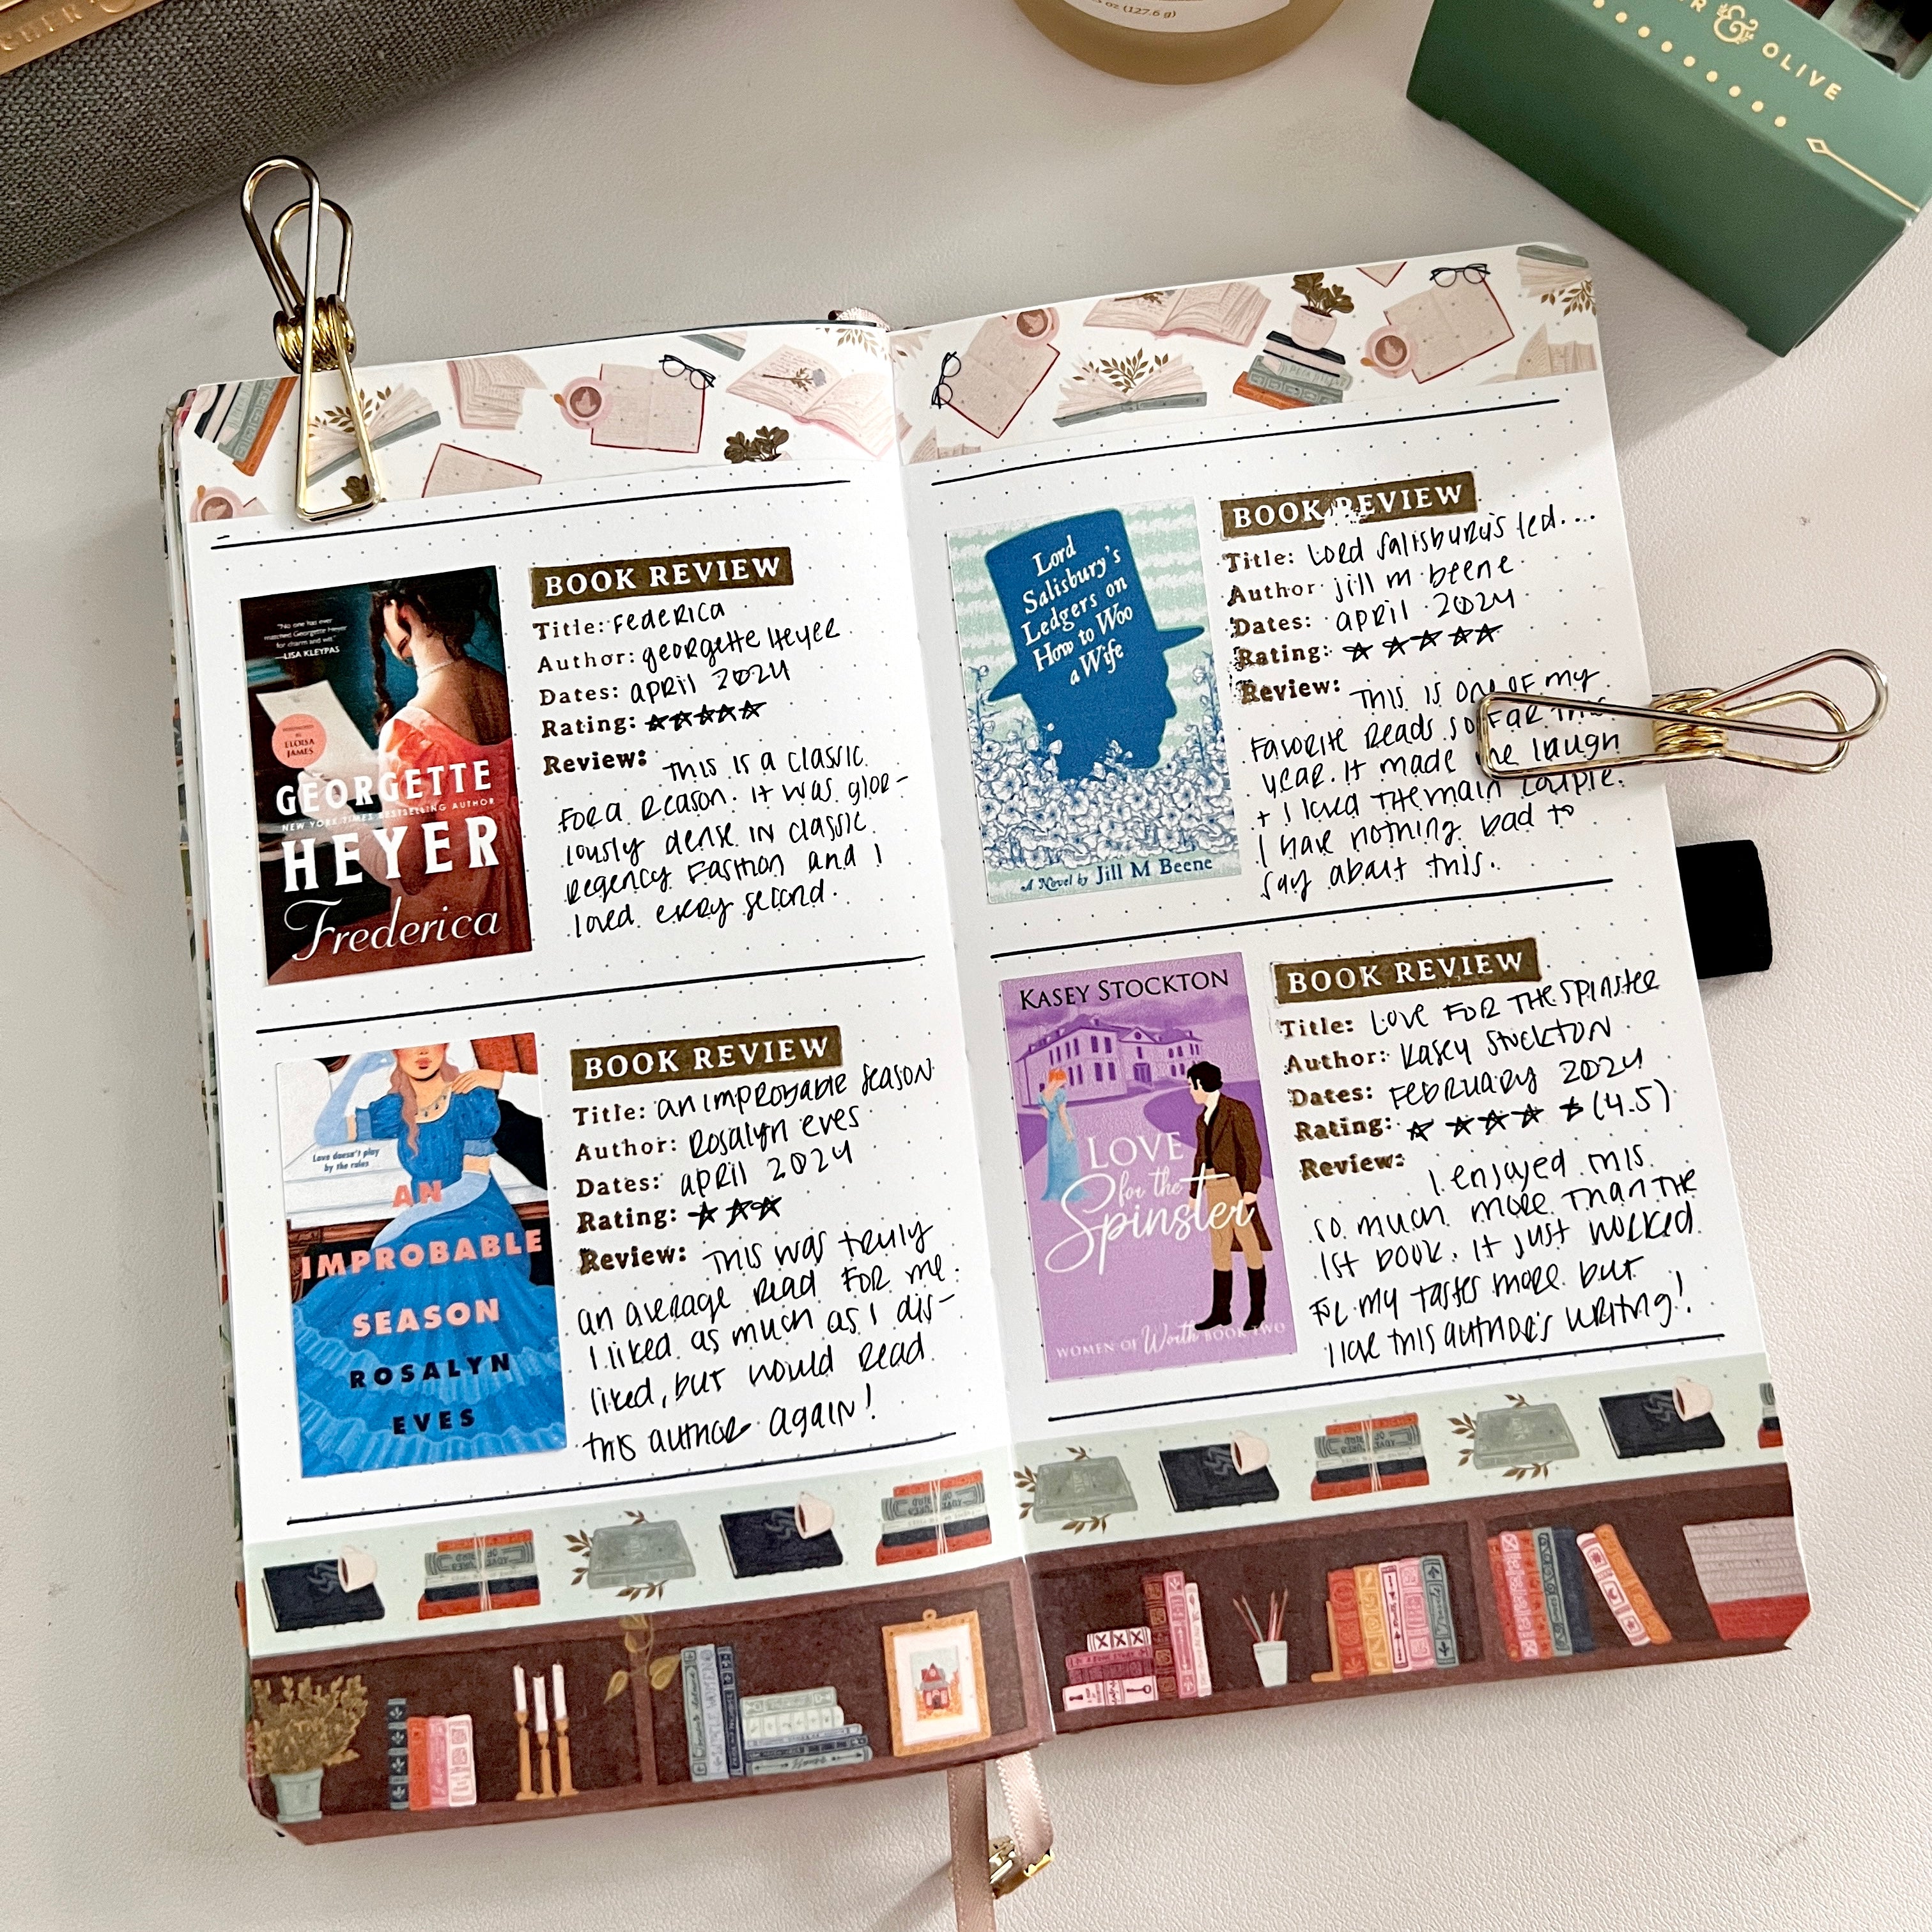 5 oz (127.6 g)
& OLIVE
"No one has ever
matched Georgette Heyer
for charm and wit."
—LISA KLEYPAS
ELOISA
JAMES
GEORGETTE
NEW YORK TIMES BESTSELLING AUTHOR
HEYER
Frederica
BOOK REVIEW
Title: Federica
Author: georgette Heyer
Dates: april 2024
Rating: ★★★★★
Review: This is a classic
for a reason. it was glor-
iously dense in classic
regency fashion and i
loved every second.
Love doesn't play
by the rules
AN
IMPROBABLE
SEASON
ROSALYN
EVES
BOOK REVIEW
Title: an improbable season
Author: Rosalyn eves
Dates: april 2024
Rating: ★★★
Review: This was truly
an average read for me.
I liked as much as I dis-
liked, but would read
this author again!
Lord
Salisbury's
Ledgers on
How to Woo
a Wife
A Novel by Jill M Beene
BOOK REVIEW
Title: Lord Salisbury's Led...
Author: jill m beene
Dates: april 2024
Rating: ★★★★★
Review: This is one of my
favorite reads so far this
year. it made me laugh
+ i loved the main couple.
I have nothing bad to
say about this.
KASEY STOCKTON
LOVE
for the
Spinster
WOMEN OF Worth BOOK TWO
BOOK REVIEW
Title: Love for the spinster
Author: Kasey Stockton
Dates: February 2024
Rating: ★★★★ (4.5)
Review: I enjoyed this
so much more than the
1st book. it just worked
for my tastes more but
I love this author's writing!
LITTLE WOMEN